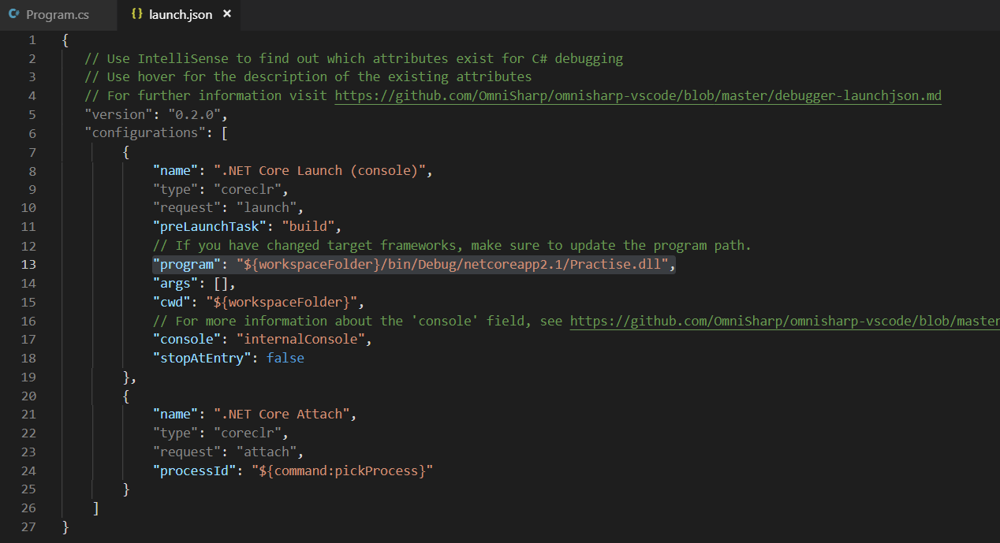 C# Program.cs {} launch.json ×
1 {
2 // Use IntelliSense to find out which attributes exist for C# debugging
3 // Use hover for the description of the existing attributes
4 // For further information visit https://github.com/OmniSharp/omnisharp-vscode/blob/master/debugger-launchjson.md
5 "version": "0.2.0",
6 "configurations": [
7 {
8 "name": ".NET Core Launch (console)",
9 "type": "coreclr",
10 "request": "launch",
11 "preLaunchTask": "build",
12 // If you have changed target frameworks, make sure to update the program path.
13 "program": "${workspaceFolder}/bin/Debug/netcoreapp2.1/Practise.dll",
14 "args": [],
15 "cwd": "${workspaceFolder}",
16 // For more information about the 'console' field, see https://github.com/OmniSharp/omnisharp-vscode/blob/master
17 "console": "internalConsole",
18 "stopAtEntry": false
19 },
20 {
21 "name": ".NET Core Attach",
22 "type": "coreclr",
23 "request": "attach",
24 "processId": "${command:pickProcess}"
25 }
26 ]
27 }